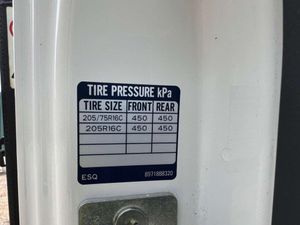 TIRE PRESSURE kPa
TIRE SIZE FRONT REAR
205/75R16C 450 450
205R16C 450 450
ESQ 8971888320